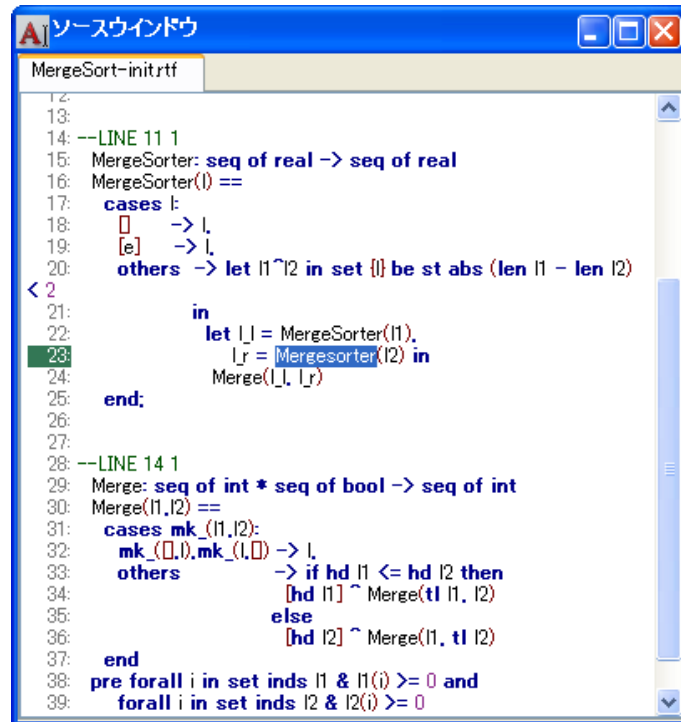 ソースウインドウ
MergeSort-init.rtf
12:
13:
14: --LINE 11 1
15: MergeSorter: seq of real -> seq of real
16: MergeSorter(l) ==
17: cases l:
18: [] -> l,
19: [e] -> l,
20: others -> let l1^l2 in set {l} be st abs (len l1 - len l2)
< 2
21: in
22: let l_l = MergeSorter(l1),
23: l_r = Mergesorter(l2) in
24: Merge(l_l, l_r)
25: end;
26:
27:
28: --LINE 14 1
29: Merge: seq of int * seq of bool -> seq of int
30: Merge(l1,l2) ==
31: cases mk_(l1,l2):
32: mk_([],l),mk_(l,[]) -> l,
33: others -> if hd l1 <= hd l2 then
34: [hd l1] ^ Merge(tl l1, l2)
35: else
36: [hd l2] ^ Merge(l1, tl l2)
37: end
38: pre forall i in set inds l1 & l1(i) >= 0 and
39: forall i in set inds l2 & l2(i) >= 0